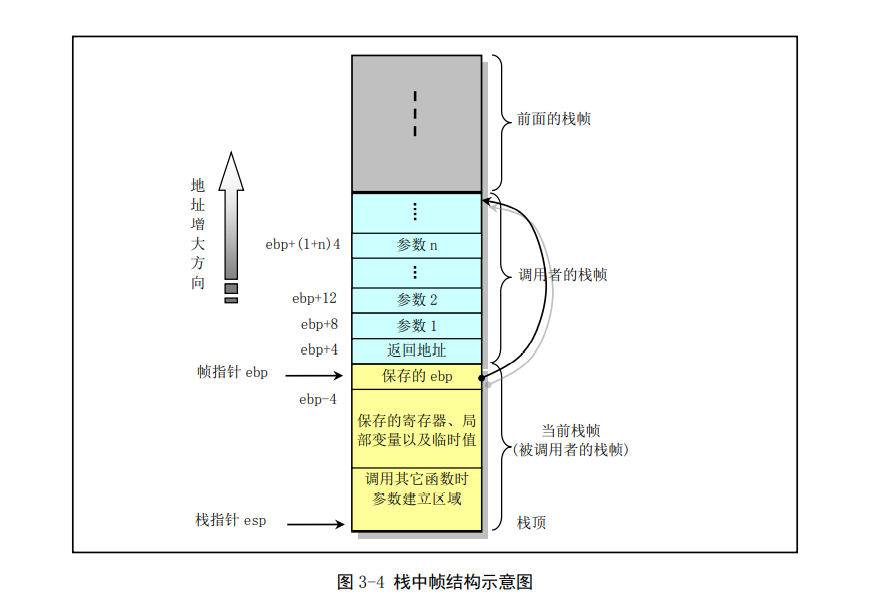 前面的栈帧
地址增大方向
ebp+(1+n)4
参数 n
调用者的栈帧
ebp+12
参数 2
ebp+8
参数 1
ebp+4
返回地址
帧指针 ebp
保存的 ebp
ebp-4
保存的寄存器、局
部变量以及临时值
当前栈帧
(被调用者的栈帧)
调用其它函数时
参数建立区域
栈指针 esp
栈顶
图 3-4 栈中帧结构示意图